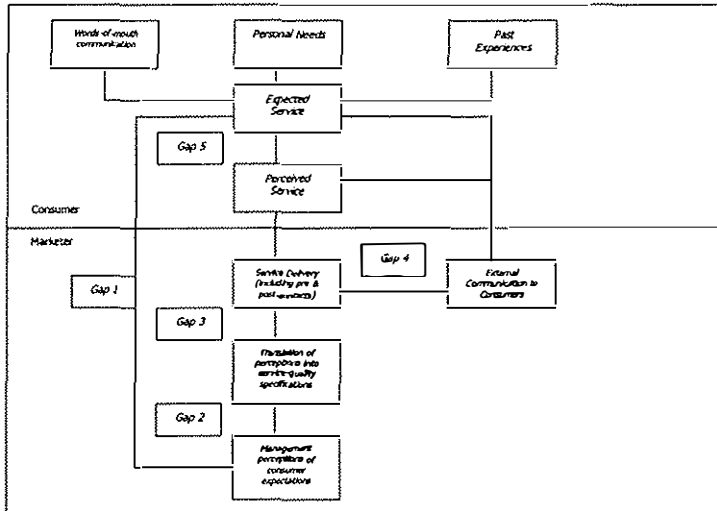 Words-of-mouth
communication
Personal Needs
Past
Experiences
Expected
Service
Gap 5
Perceived
Service
Consumer
Marketer
Gap 4
Service Delivery
(including pre &
post-contacts)
External
Communication to
Consumers
Gap 1
Gap 3
Translation of
perceptions into
service-quality
specifications
Gap 2
Management
perceptions of
consumer
expectations